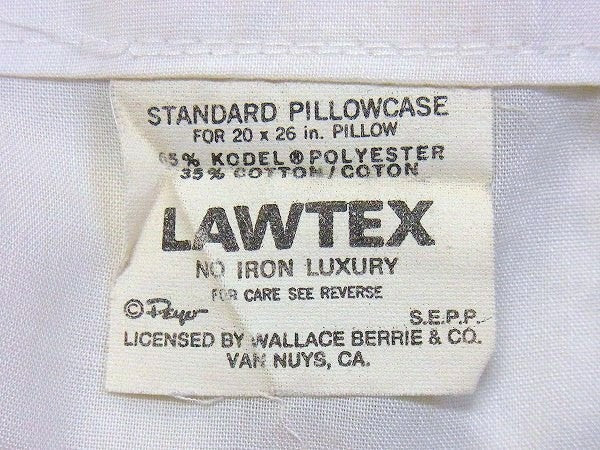 STANDARD PILLOWCASE
FOR 20 x 26 in. PILLOW
65% KODEL® POLYESTER
35% COTTON/COTON
LAWTEX
NO IRON LUXURY
FOR CARE SEE REVERSE
© Peyo
S.E.P.P.
LICENSED BY WALLACE BERRIE & CO.
VAN NUYS, CA.